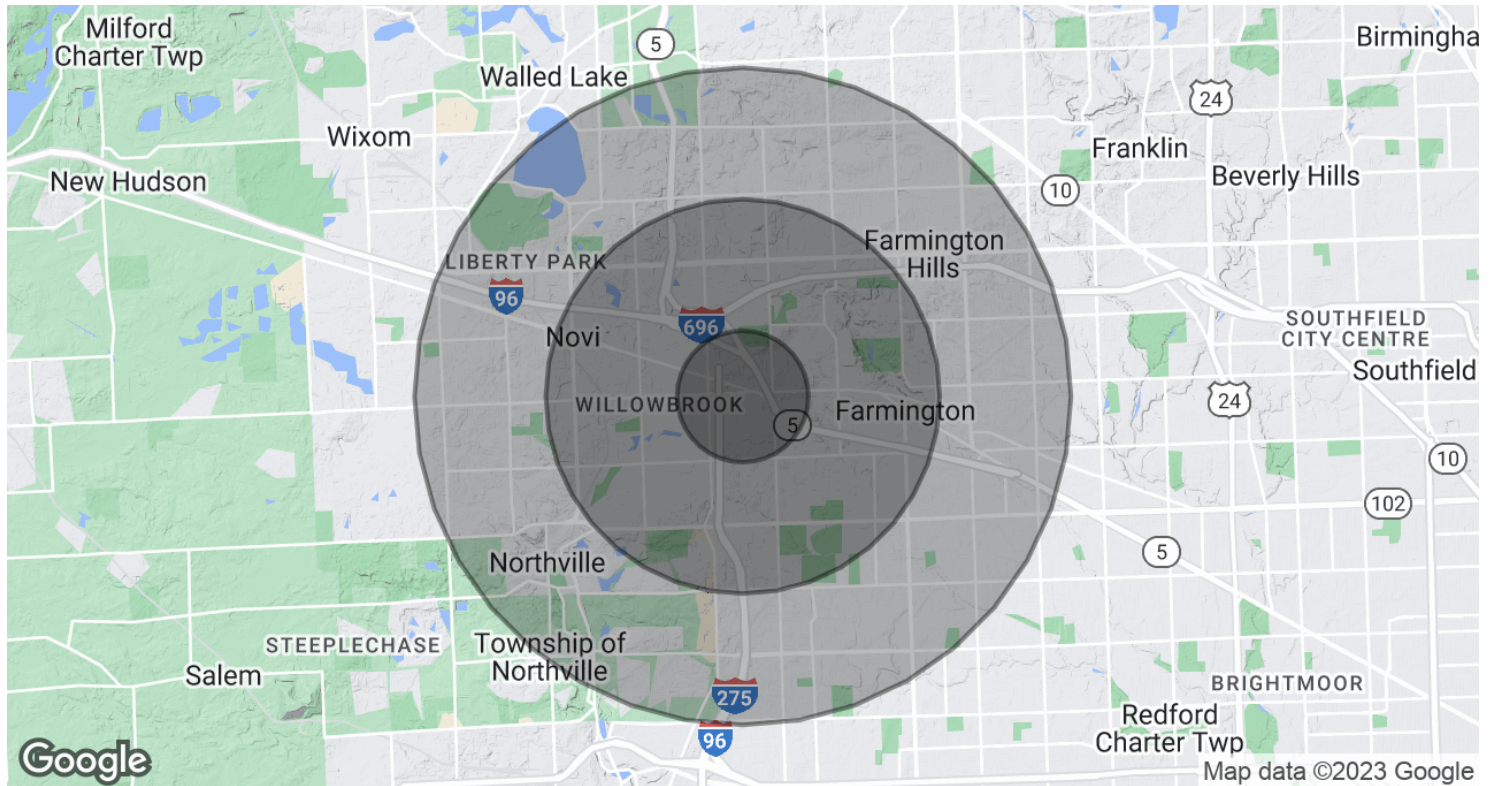 Milford
Charter Twp
5
Birmingha
Walled Lake
24
Wixom
Franklin
New Hudson
10
Beverly Hills
Farmington
Hills
LIBERTY PARK
96
696
Novi
SOUTHFIELD
CITY CENTRE
Southfield
WILLOWBROOK
5
Farmington
24
10
102
5
Northville
STEEPLECHASE
Township of
Northville
Salem
275
BRIGHTMOOR
96
Redford
Charter Twp
Google
Map data ©2023 Google